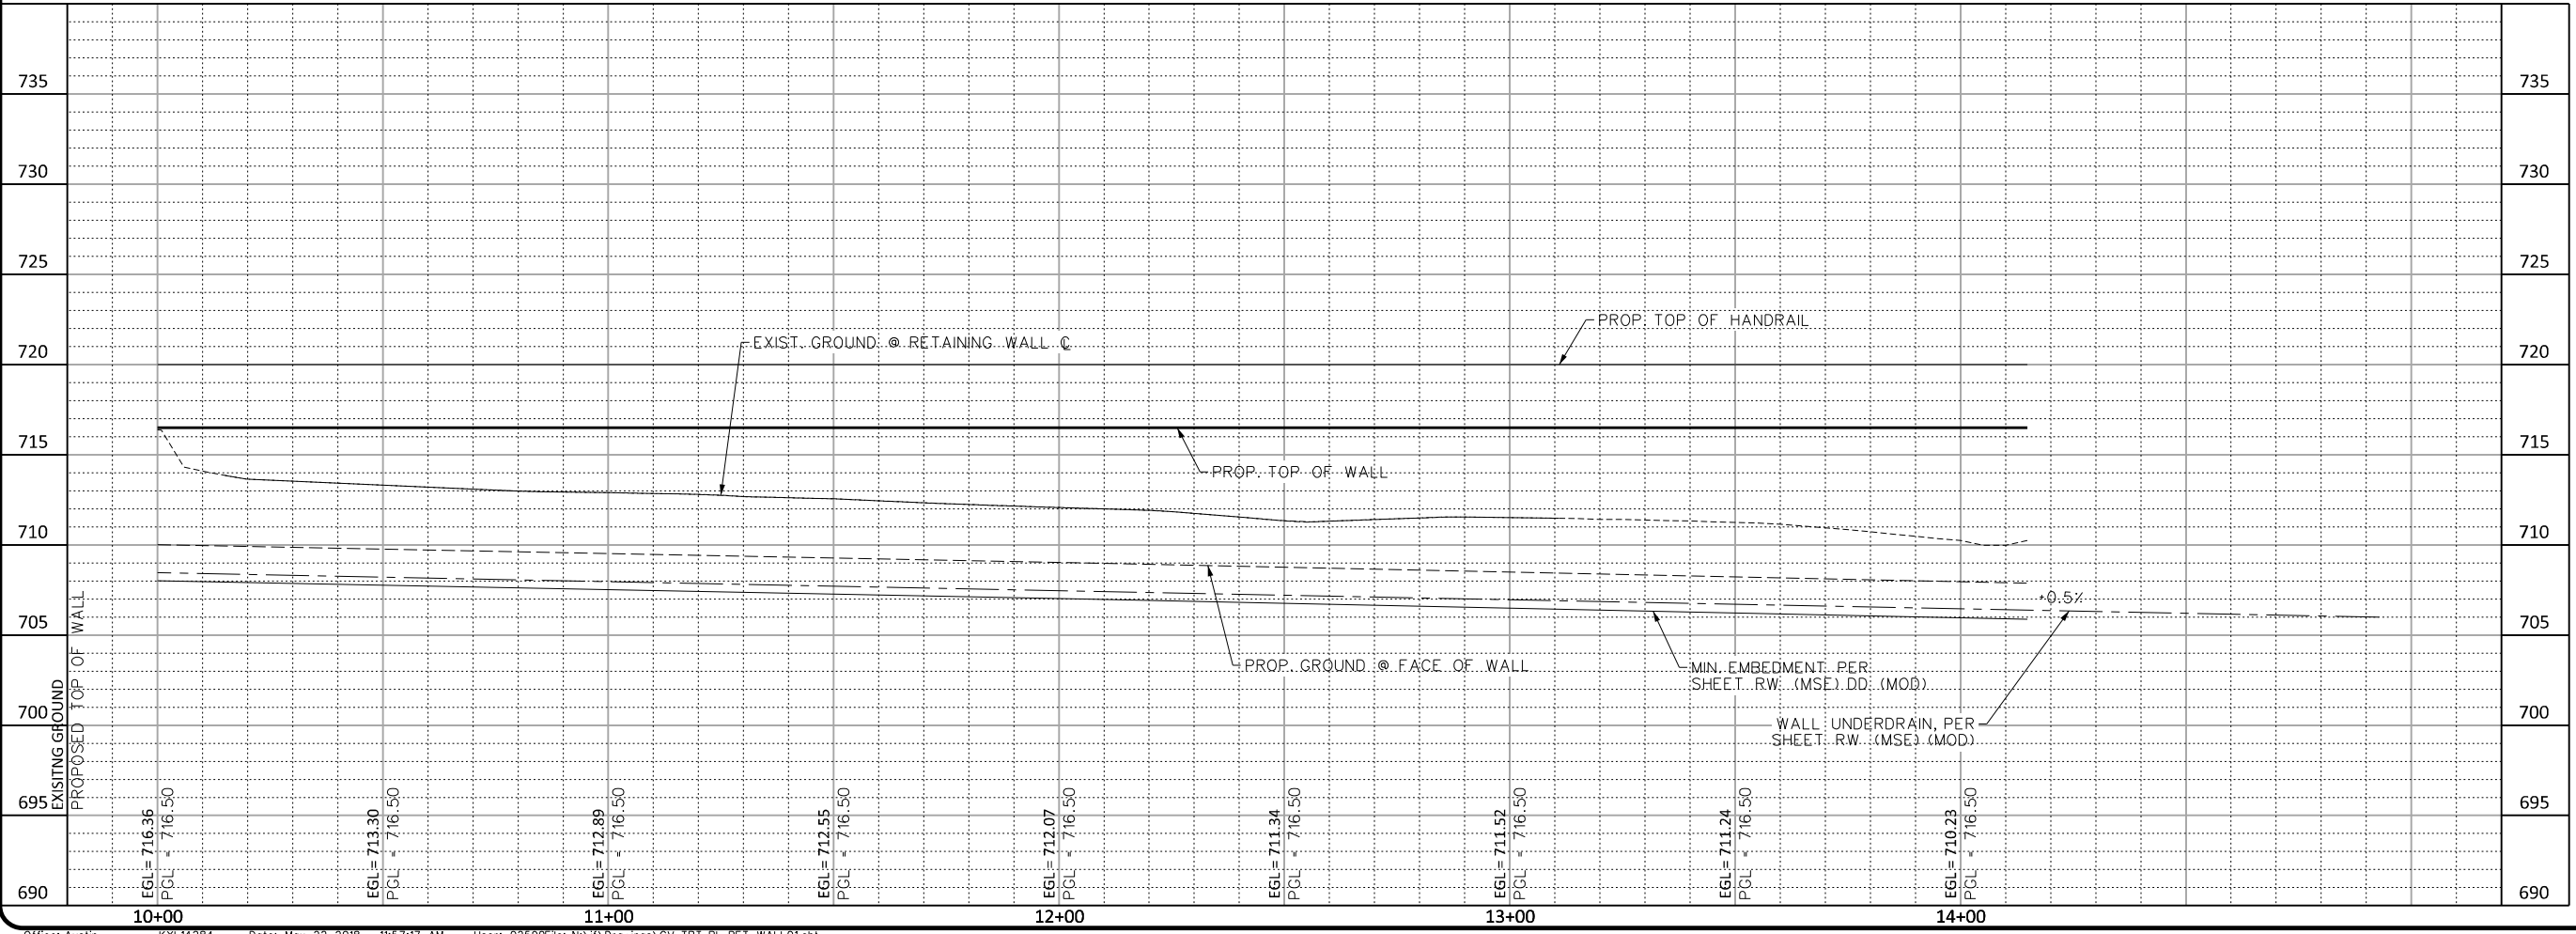 735 735
730 730
725 725
PROP. TOP OF HANDRAIL
EXIST. GROUND @ RETAINING WALL ℄
720 720
715 715
PROP. TOP OF WALL
710 710
+0.5%
705 705
PROP. GROUND @ FACE OF WALL
MIN. EMBEDMENT PER
SHEET RW (MSE) DD (MOD)
700 700
WALL UNDERDRAIN, PER
SHEET RW (MSE) (MOD)
695 695
EXISITNG GROUND
PROPOSED TOP OF WALL
EGL = 716.36
PGL = 716.50
EGL = 713.30
PGL = 716.50
EGL = 712.89
PGL = 716.50
EGL = 712.55
PGL = 716.50
EGL = 712.07
PGL = 716.50
EGL = 711.34
PGL = 716.50
EGL = 711.52
PGL = 716.50
EGL = 711.24
PGL = 716.50
EGL = 710.23
PGL = 716.50
690 690
10+00 11+00 12+00 13+00 14+00